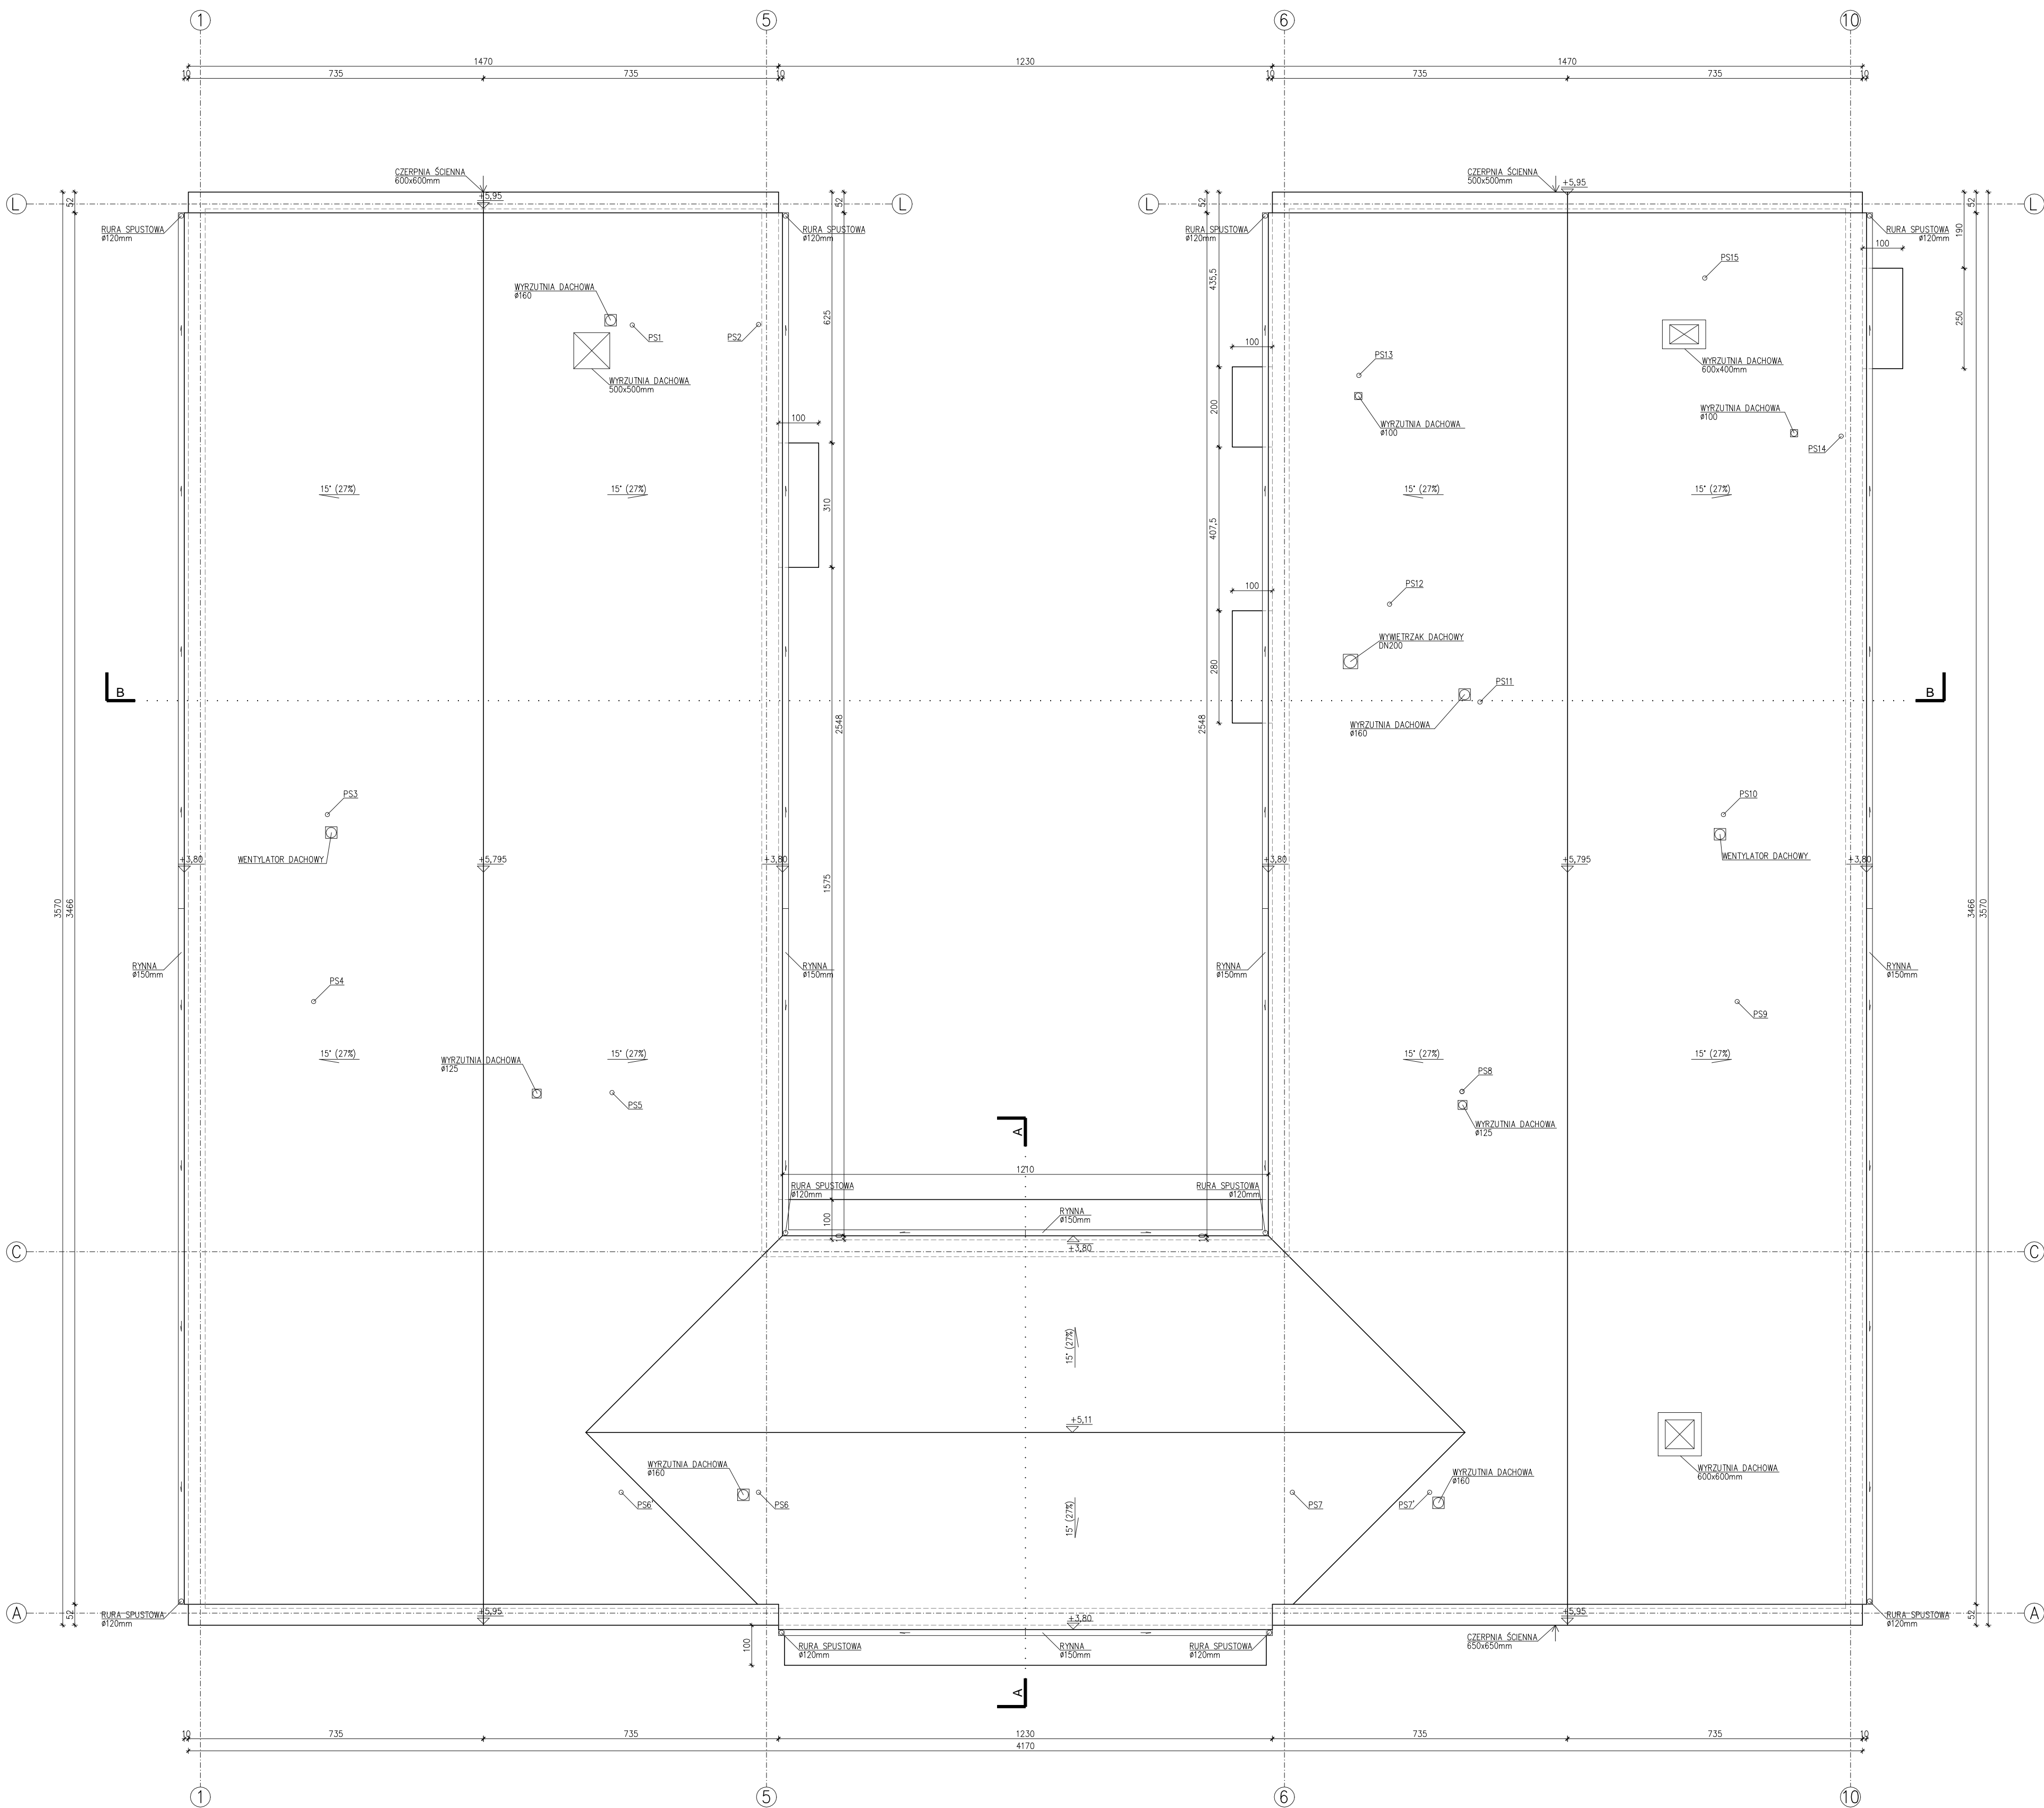 1
5
6
10
1470
1230
1470
10
735
735
10
10
735
735
10
CZERPNIA ŚCIENNA
600x600mm
+5,95
CZERPNIA ŚCIENNA
500x500mm
+5,95
L
L
L
L
52
52
52
52
RURA SPUSTOWA
ø120mm
RURA SPUSTOWA
ø120mm
RURA SPUSTOWA
ø120mm
RURA SPUSTOWA
ø120mm
190
100
PS15
435,5
WYRZUTNIA DACHOWA
ø160
625
250
PS1
PS2
100
PS13
WYRZUTNIA DACHOWA
600x400mm
WYRZUTNIA DACHOWA
500x500mm
200
WYRZUTNIA DACHOWA
ø100
100
WYRZUTNIA DACHOWA
ø100
PS14
15° (27%)
15° (27%)
15° (27%)
15° (27%)
310
407,5
PS12
100
WYWIETRZAK DACHOWY
DN200
280
PS11
B
B
2548
2548
WYRZUTNIA DACHOWA
ø160
PS3
PS10
WENTYLATOR DACHOWY
WENTYLATOR DACHOWY
+3,80
+5,795
+3,80
+3,80
+5,795
+3,80
1575
3570
3466
3466
3570
RYNNA
ø150mm
RYNNA
ø150mm
RYNNA
ø150mm
RYNNA
ø150mm
PS4
PS9
15° (27%)
15° (27%)
15° (27%)
15° (27%)
WYRZUTNIA DACHOWA
ø125
PS8
PS5
WYRZUTNIA DACHOWA
ø125
A
1210
RURA SPUSTOWA
ø120mm
RURA SPUSTOWA
ø120mm
RYNNA
ø150mm
100
10
10
+3,80
C
C
15° (27%)
+5,11
WYRZUTNIA DACHOWA
ø160
WYRZUTNIA DACHOWA
ø160
WYRZUTNIA DACHOWA
600x600mm
PS6'
PS6
PS7
PS7'
15° (27%)
A
A
52
52
+5,95
+3,80
+5,95
RURA SPUSTOWA
ø120mm
RURA SPUSTOWA
ø120mm
100
RURA SPUSTOWA
ø120mm
RYNNA
ø150mm
RURA SPUSTOWA
ø120mm
CZERPNIA ŚCIENNA
650x650mm
A
10
735
735
1230
735
735
10
4170
1
5
6
10